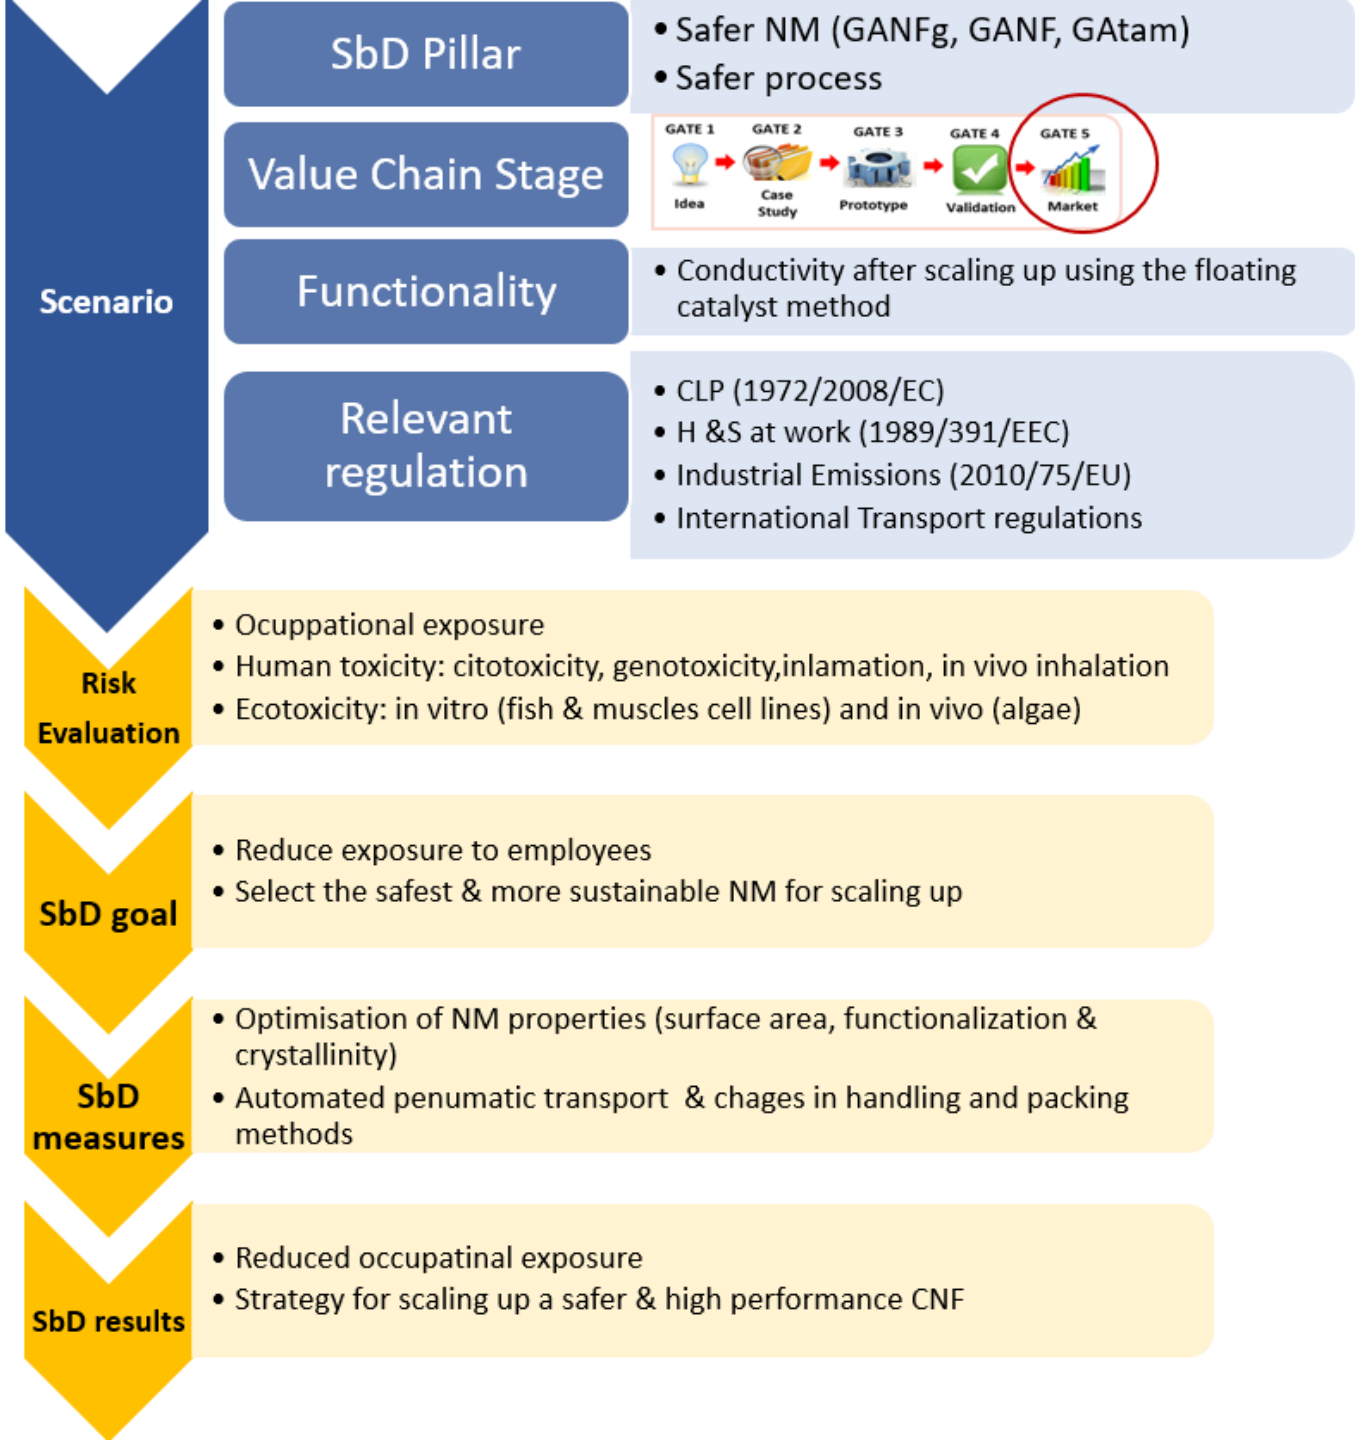 Scenario
SbD Pillar
• Safer NM (GANFg, GANF, GAtam)
• Safer process
Value Chain Stage
GATE 1
GATE 2
GATE 3
GATE 4
GATE 5
Idea
Case
Study
Prototype
Validation
Market
Functionality
• Conductivity after scaling up using the floating
catalyst method
Relevant
regulation
• CLP (1972/2008/EC)
• H &S at work (1989/391/EEC)
• Industrial Emissions (2010/75/EU)
• International Transport regulations
Risk
Evaluation
• Ocuppational exposure
• Human toxicity: citotoxicity, genotoxicity,inlamation, in vivo inhalation
• Ecotoxicity: in vitro (fish & muscles cell lines) and in vivo (algae)
SbD goal
• Reduce exposure to employees
• Select the safest & more sustainable NM for scaling up
SbD
measures
• Optimisation of NM properties (surface area, functionalization &
crystallinity)
• Automated penumatic transport & chages in handling and packing
methods
SbD results
• Reduced occupatinal exposure
• Strategy for scaling up a safer & high performance CNF